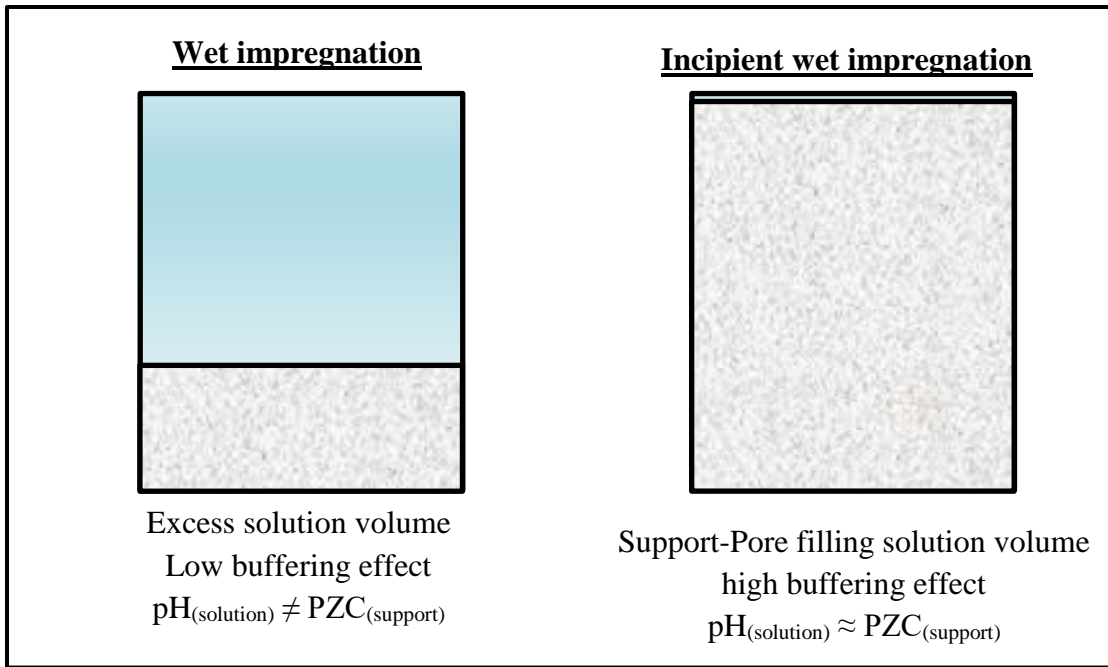 Wet impregnation
Excess solution volume
Low buffering effect
pH(solution) ≠ PZC(support)
Incipient wet impregnation
Support-Pore filling solution volume
high buffering effect
pH(solution) ≈ PZC(support)